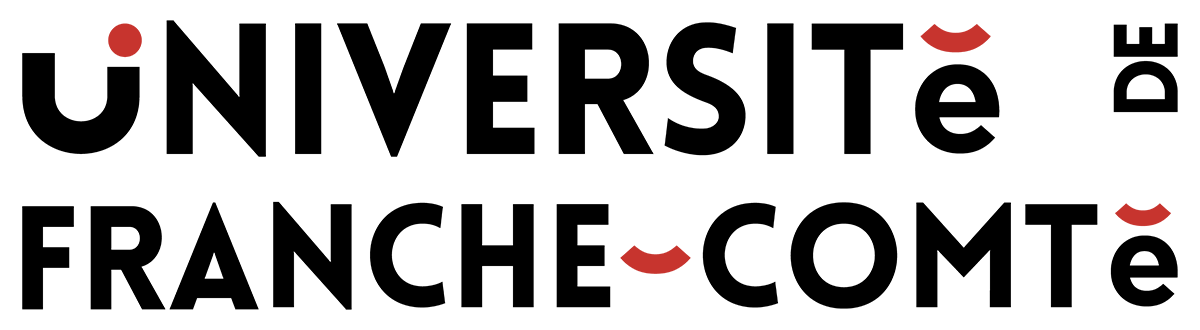 UNIVERSITé DE
FRANCHE-COMTé